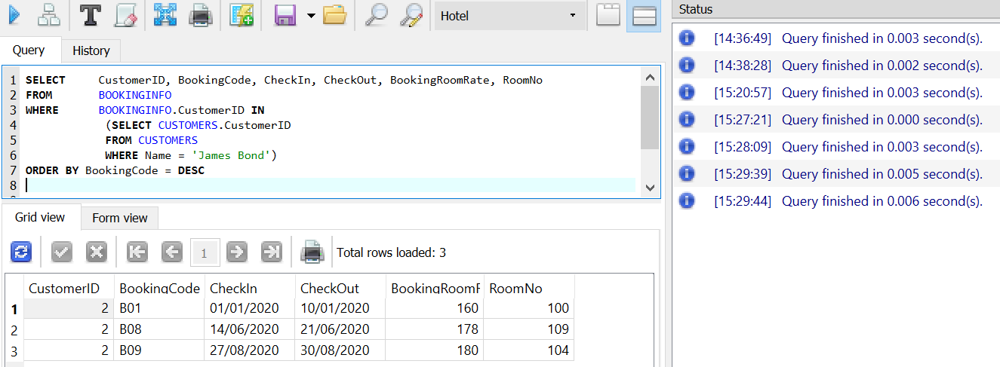 Hotel
Query History
1 SELECT CustomerID, BookingCode, CheckIn, CheckOut, BookingRoomRate, RoomNo
2 FROM BOOKINGINFO
3 WHERE BOOKINGINFO.CustomerID IN
4 (SELECT CUSTOMERS.CustomerID
5 FROM CUSTOMERS
6 WHERE Name = 'James Bond')
7 ORDER BY BookingCode = DESC
8
Grid view Form view
1 Total rows loaded: 3
CustomerID BookingCode CheckIn CheckOut BookingRoomR RoomNo
1 2 B01 01/01/2020 10/01/2020 160 100
2 2 B08 14/06/2020 21/06/2020 178 109
3 2 B09 27/08/2020 30/08/2020 180 104
Status
[14:36:49] Query finished in 0.003 second(s).
[14:38:28] Query finished in 0.002 second(s).
[15:20:57] Query finished in 0.003 second(s).
[15:27:21] Query finished in 0.000 second(s).
[15:28:09] Query finished in 0.003 second(s).
[15:29:39] Query finished in 0.005 second(s).
[15:29:44] Query finished in 0.006 second(s).